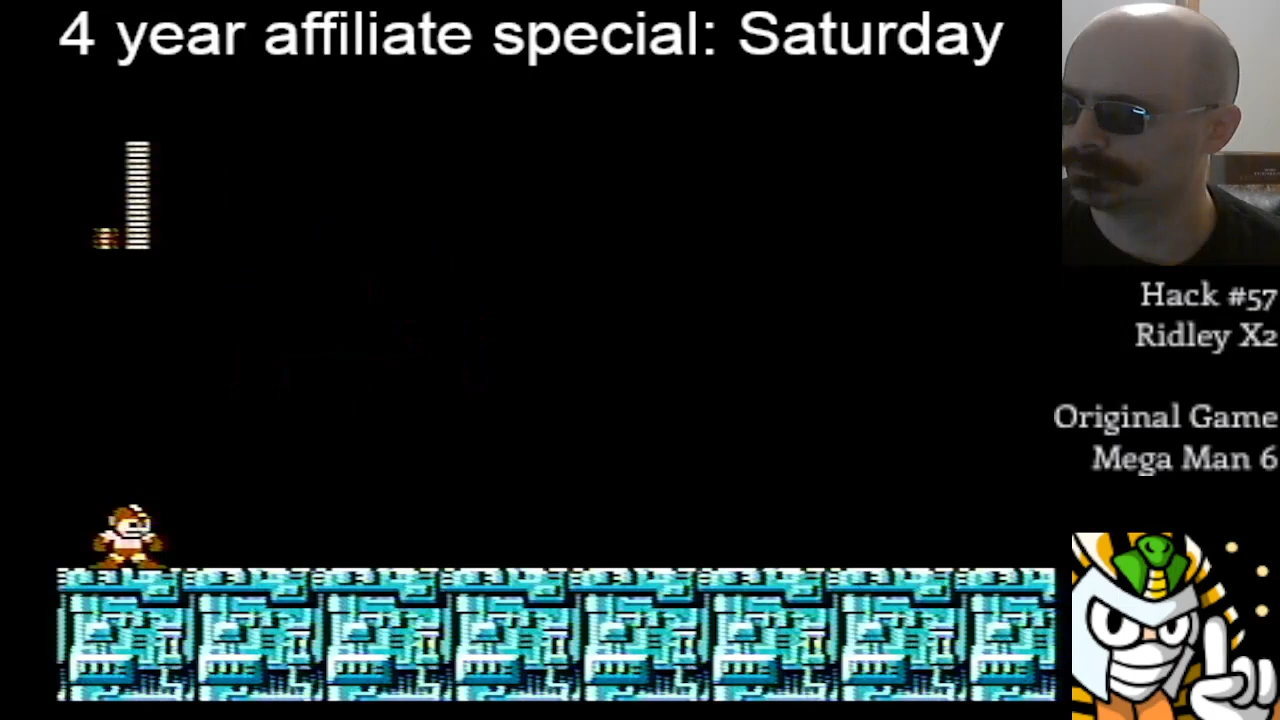 4 year affiliate special: Saturday
Hack #57
Ridley X2
Original Game
Mega Man 6